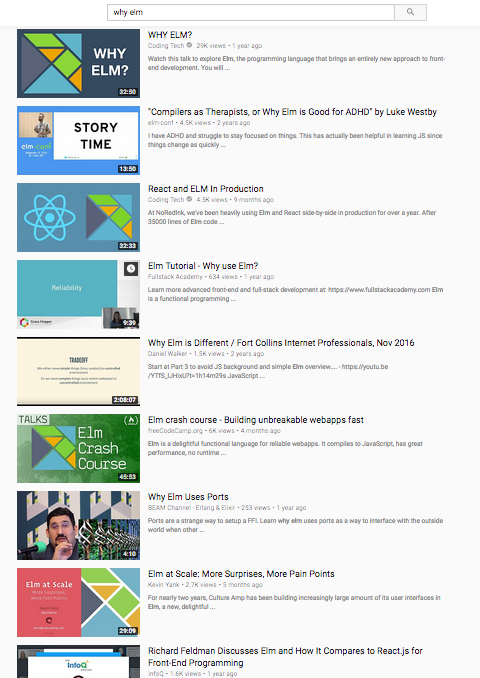 why elm
WHY
ELM?
32:50
WHY ELM?
Coding Tech 29K views • 1 year ago
Watch this talk to explore Elm, the programming language that brings an entirely new approach to front-
end development. You will ...
elm-conf
STORY
TIME
13:50
"Compilers as Therapists, or Why Elm is Good for ADHD" by Luke Westby
elm-conf • 4.5K views • 2 years ago
I have ADHD and struggle to stay focused on things. This has actually been helpful in learning JS since
things change as quickly ...
32:33
React and ELM In Production
Coding Tech 4.5K views • 9 months ago
At NoRedInk, we've been heavily using Elm and React side-by-side in production for over a year. After
35000 lines of Elm code ...
Reliability
Grace Hopper
9:39
Elm Tutorial - Why use Elm?
Fullstack Academy • 634 views • 1 year ago
Learn more advanced front-end and full-stack development at: https://www.fullstackacademy.com Elm
is a functional programming ...
TRADEOFF
2:08:07
Why Elm is Different / Fort Collins Internet Professionals, Nov 2016
Daniel Walker • 1.5K views • 2 years ago
Start at Part 3 to avoid JS background and simple Elm overview.... - https://youtu.be
/YTfS_IJHixU?t=1h14m29s JavaScript ...
TALKS
Elm
Crash
Course
45:53
Elm crash course - Building unbreakable webapps fast
freeCodeCamp.org • 6K views • 4 months ago
Elm is a delightful functional language for reliable webapps. It compiles to JavaScript, has great
performance, no runtime ...
4:10
Why Elm Uses Ports
BEAM Channel - Erlang & Elixir • 253 views • 1 year ago
Ports are a strange way to setup a FFI. Learn why elm uses ports as a way to interface with the outside
world when other ...
Elm at Scale
More Surprises,
More Pain Points
29:09
Elm at Scale: More Surprises, More Pain Points
Kevin Yank • 2.7K views • 5 months ago
For nearly two years, Culture Amp has been building increasingly large amount of its user interfaces in
Elm, a new, delightful ...
InfoQ
Richard Feldman Discusses Elm and How It Compares to React.js for
Front-End Programming
InfoQ • 1.6K views • 1 year ago